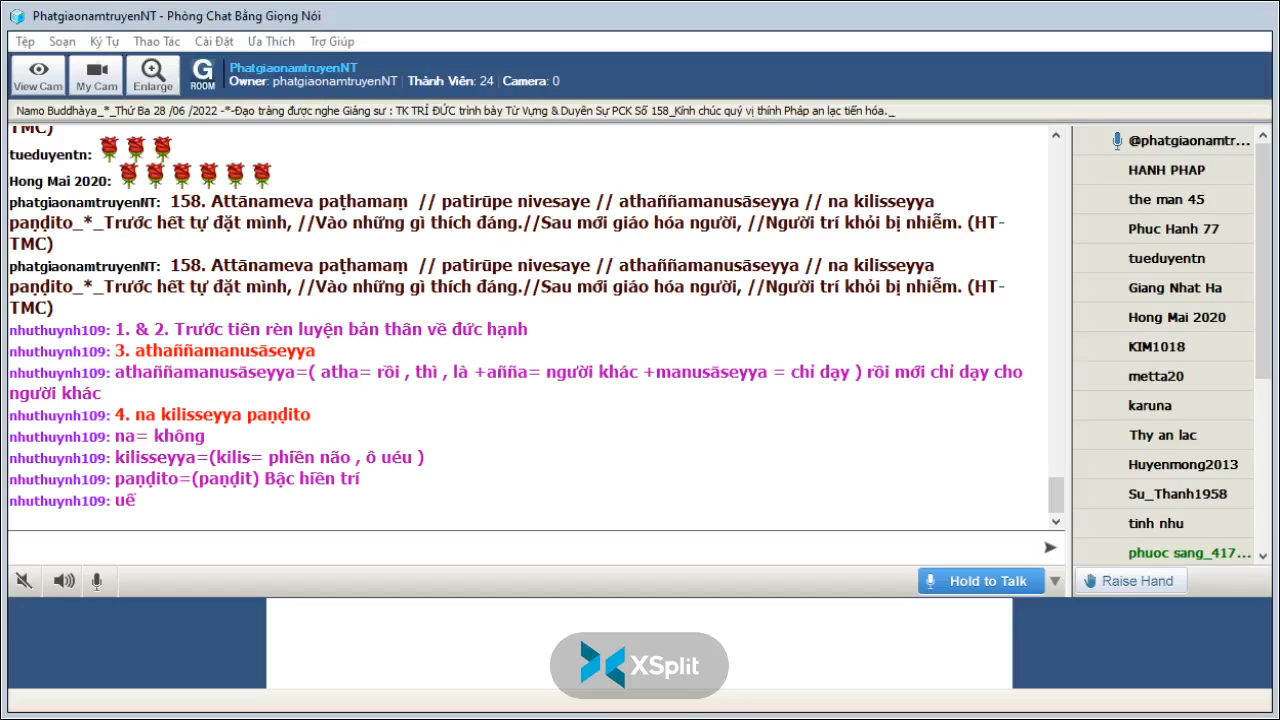 PhatgiaonamtruyenNT - Phòng Chat Bằng Giọng Nói
Tệp Soạn Ký Tự Thao Tác Cài Đặt Ưa Thích Trợ Giúp
View Cam My Cam Enlarge G ROOM
PhatgiaonamtruyenNT
Owner: phatgiaonamtruyenNT | Thành Viên: 24 | Camera: 0
Namo Buddhàya_*_Thứ Ba 28 /06 /2022 -*-Đạo tràng được nghe Giảng sư : TK TRÍ ĐỨC trình bày Từ Vựng & Duyên Sự PCK Số 158_Kính chúc quý vị thính Pháp an lạc tiến hóa._
TMC)
tueduyentn:
Hong Mai 2020:
phatgiaonamtruyenNT: 158. Attānameva paṭhamaṃ // patirūpe nivesaye // athaññamanusāseyya // na kilisseyya
paṇḍito_*_Trước hết tự đặt mình, //Vào những gì thích đáng.//Sau mới giáo hóa người, //Người trí khỏi bị nhiễm. (HT-
TMC)
phatgiaonamtruyenNT: 158. Attānameva paṭhamaṃ // patirūpe nivesaye // athaññamanusāseyya // na kilisseyya
paṇḍito_*_Trước hết tự đặt mình, //Vào những gì thích đáng.//Sau mới giáo hóa người, //Người trí khỏi bị nhiễm. (HT-
TMC)
nhuthuynh109: 1. & 2. Trước tiên rèn luyện bản thân về đức hạnh
nhuthuynh109: 3. athaññamanusāseyya
nhuthuynh109: athaññamanusāseyya=( atha= rồi , thì , là +añña= người khác +manusāseyya = chỉ dạy ) rồi mới chỉ dạy cho
người khác
nhuthuynh109: 4. na kilisseyya paṇḍito
nhuthuynh109: na= không
nhuthuynh109: kilisseyya=(kilis= phiền não , ô uéu )
nhuthuynh109: paṇḍito=(paṇḍit) Bậc hiền trí
nhuthuynh109: uế
@phatgiaonamtr...
HANH PHAP
the man 45
Phuc Hanh 77
tueduyentn
Giang Nhat Ha
Hong Mai 2020
KIM1018
metta20
karuna
Thy an lac
Huyenmong2013
Su_Thanh1958
tinh nhu
phuoc sang_417...
Hold to Talk
Raise Hand
XSplit